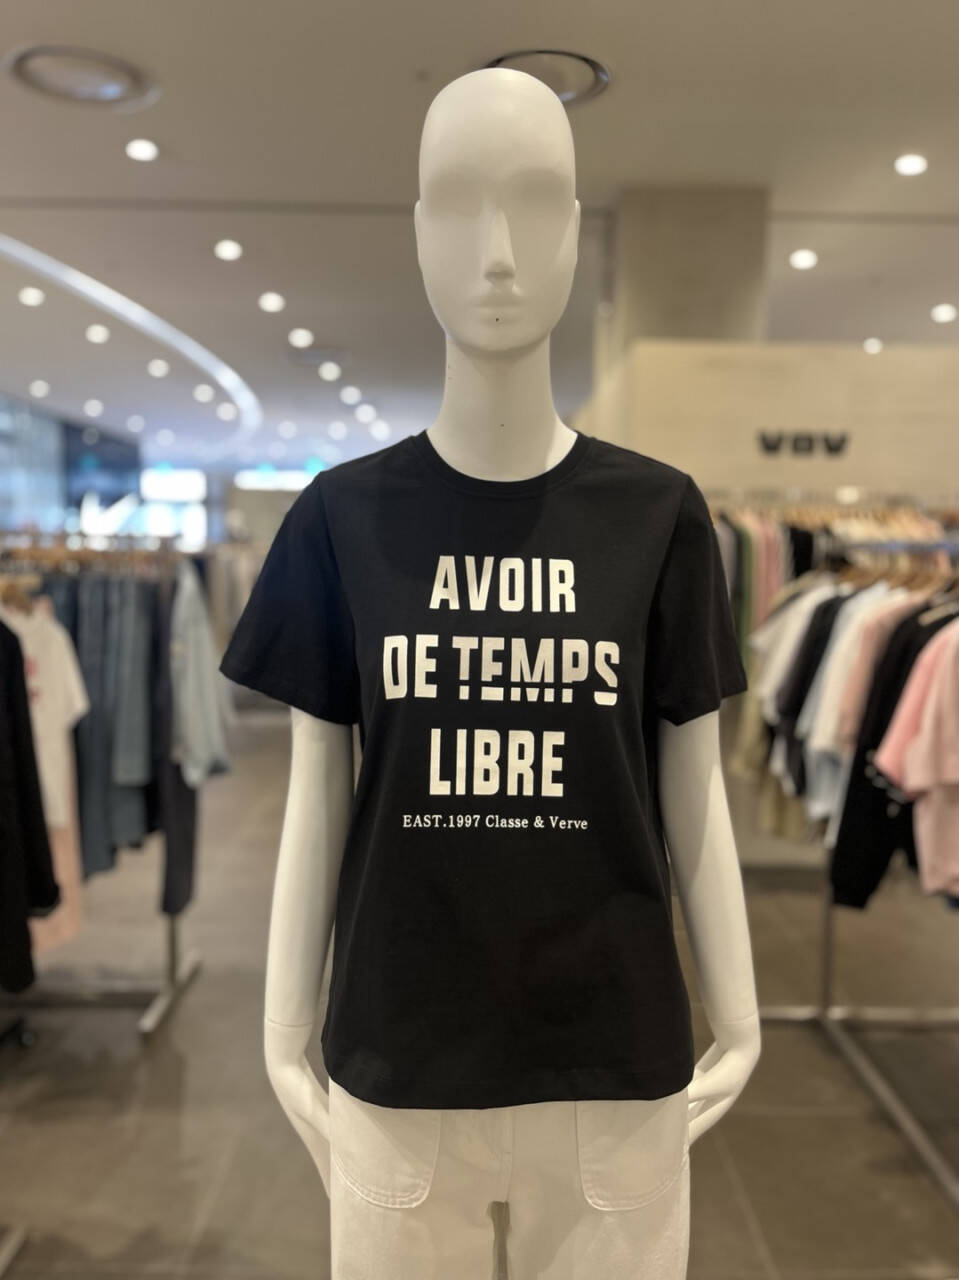 VOV
AVOIR
DE TEMPS
LIBRE
EAST.1997 Classe & Verve